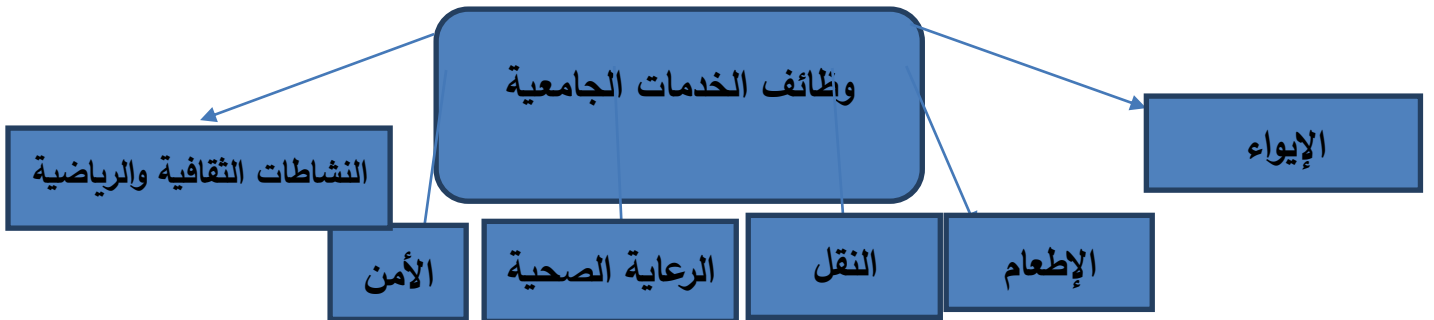 وظائف الخدمات الجامعية
الإيواء
النشاطات الثقافية والرياضية
الإطعام
النقل
الرعاية الصحية
الأمن